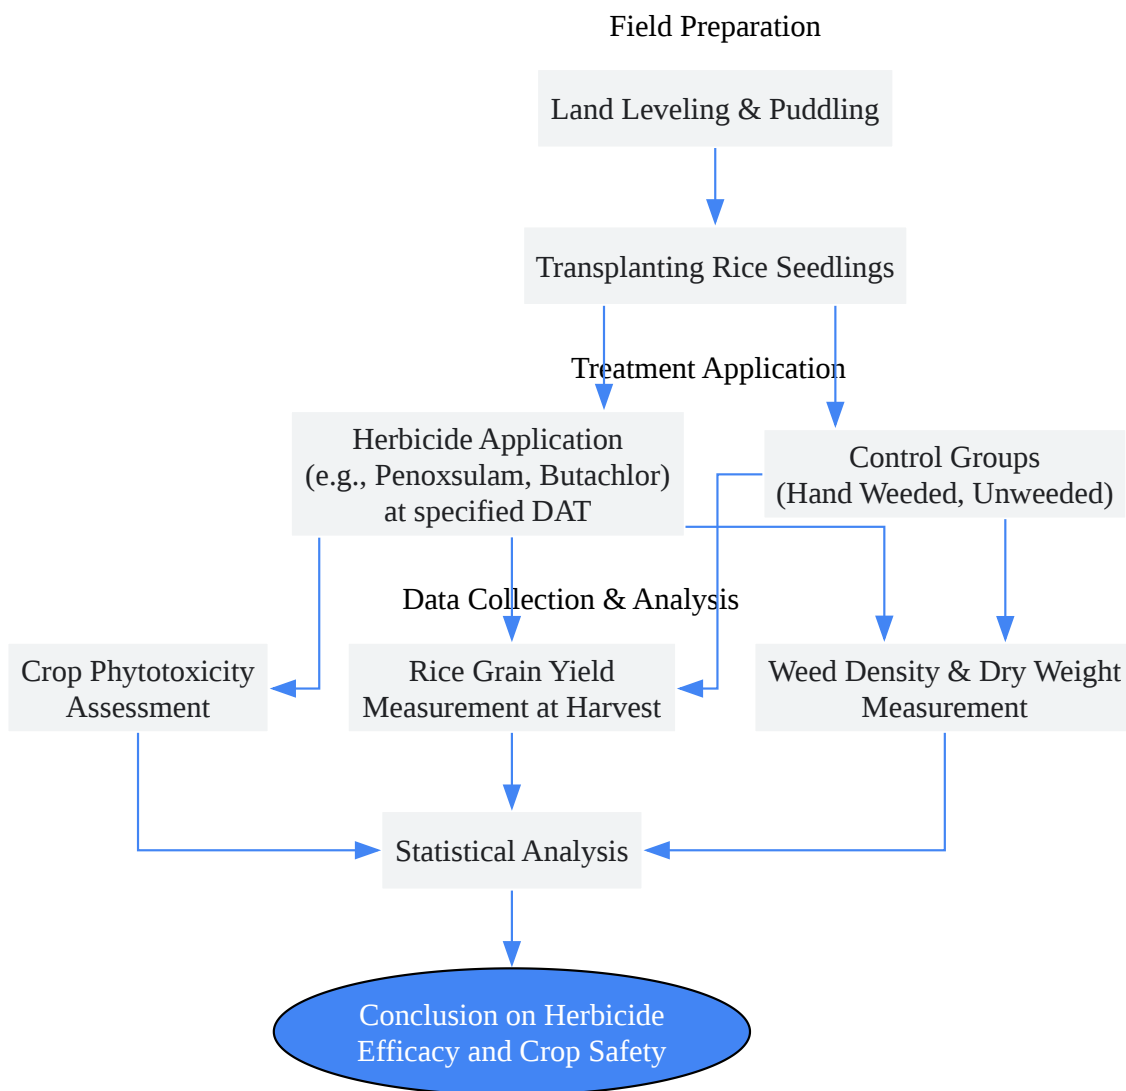 Field Preparation
Land Leveling & Puddling
Transplanting Rice Seedlings
Treatment Application
Herbicide Application
(e.g., Penoxsulam, Butachlor)
at specified DAT
Control Groups
(Hand Weeded, Unweeded)
Data Collection & Analysis
Crop Phytotoxicity
Assessment
Rice Grain Yield
Measurement at Harvest
Weed Density & Dry Weight
Measurement
Statistical Analysis
Conclusion on Herbicide
Efficacy and Crop Safety